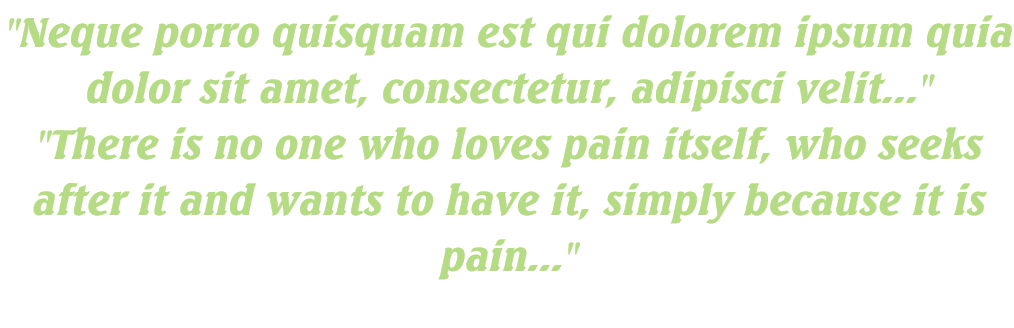 "Neque porro quisquam est qui dolorem ipsum quia
dolor sit amet, consectetur, adipisci velit..."
"There is no one who loves pain itself, who seeks
after it and wants to have it, simply because it is
pain..."